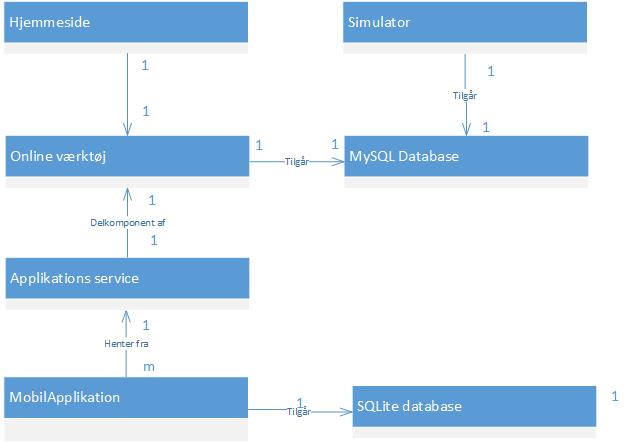 Hjemmeside
Simulator
1
1
Tilgår
1
1
Online værktøj
1
Tilgår
1
MySQL Database
1
Delkomponent af
1
Applikations service
1
Henter fra
m
MobilApplikation
1
Tilgår
SQLite database
1